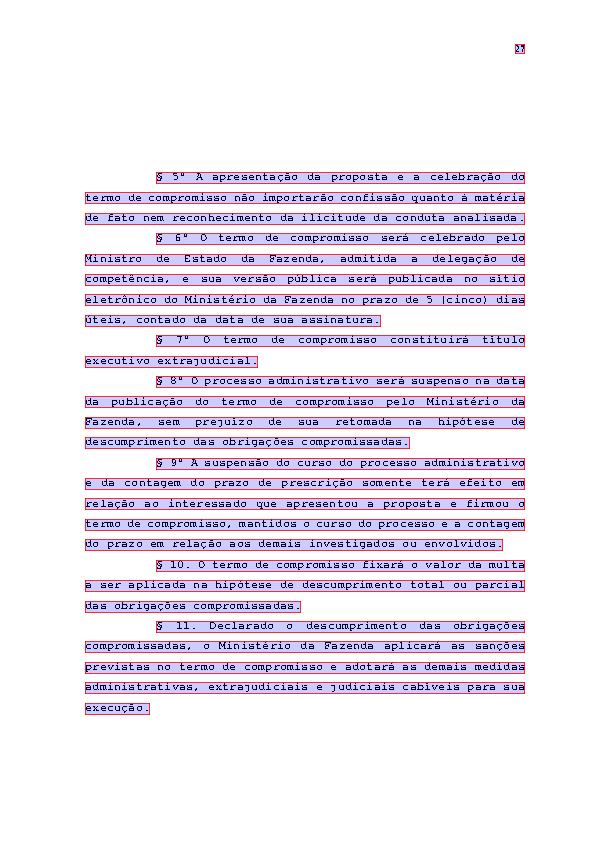 27
§ 5º A apresentação da proposta e a celebração do
termo de compromisso não importarão confissão quanto à matéria
de fato nem reconhecimento da ilicitude da conduta analisada.
§ 6º O termo de compromisso será celebrado pelo
Ministro de Estado da Fazenda, admitida a delegação de
competência, e sua versão pública será publicada no sítio
eletrônico do Ministério da Fazenda no prazo de 5 (cinco) dias
úteis, contado da data de sua assinatura.
§ 7º O termo de compromisso constituirá título
executivo extrajudicial.
§ 8º O processo administrativo será suspenso na data
da publicação do termo de compromisso pelo Ministério da
Fazenda, sem prejuízo de sua retomada na hipótese de
descumprimento das obrigações compromissadas.
§ 9º A suspensão do curso do processo administrativo
e da contagem do prazo de prescrição somente terá efeito em
relação ao interessado que apresentou a proposta e firmou o
termo de compromisso, mantidos o curso do processo e a contagem
do prazo em relação aos demais investigados ou envolvidos.
§ 10. O termo de compromisso fixará o valor da multa
a ser aplicada na hipótese de descumprimento total ou parcial
das obrigações compromissadas.
§ 11. Declarado o descumprimento das obrigações
compromissadas, o Ministério da Fazenda aplicará as sanções
previstas no termo de compromisso e adotará as demais medidas
administrativas, extrajudiciais e judiciais cabíveis para sua
execução.